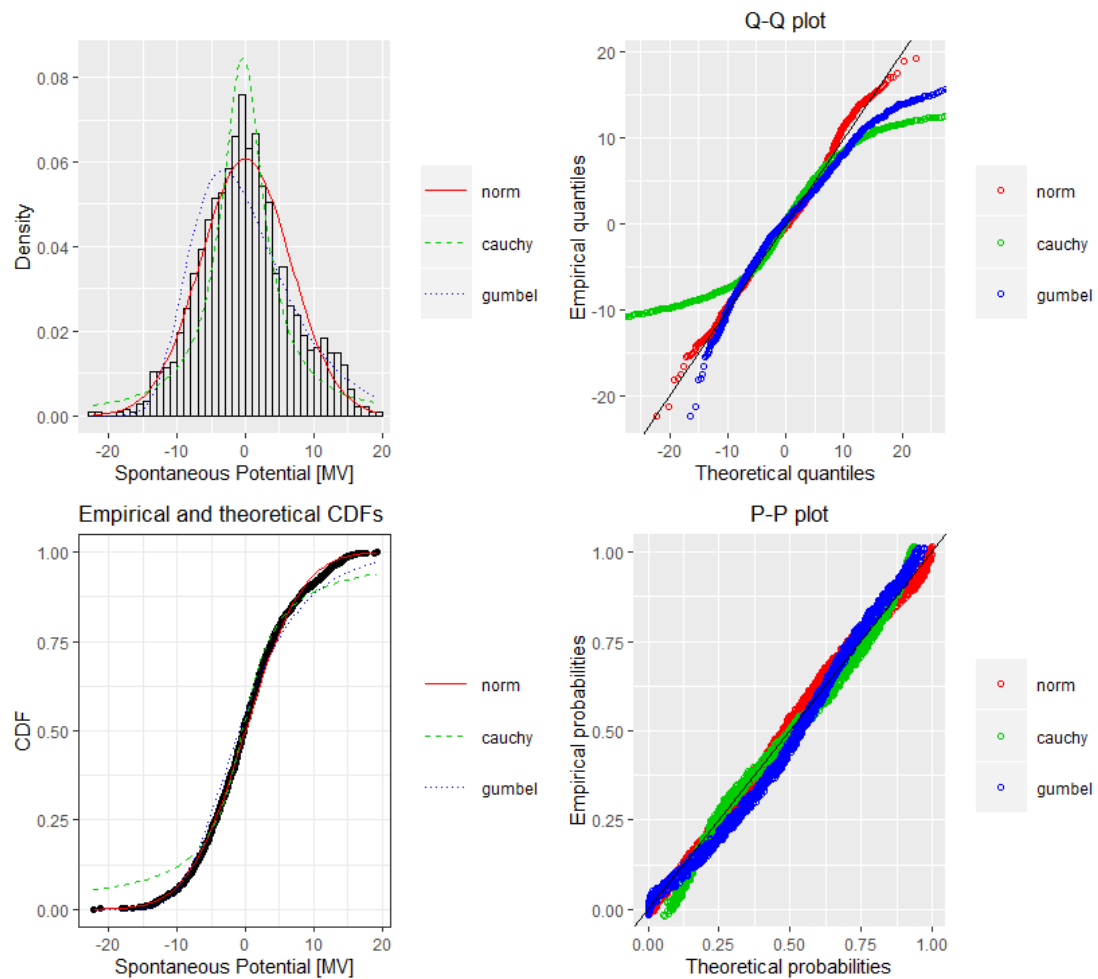 0.08
0.06
0.04
0.02
0.00
Density
-20 -10 0 10 20
Spontaneous Potential [MV]
norm
cauchy
gumbel
Q-Q plot
20
10
0
-10
-20
Empirical quantiles
-20 -10 0 10 20
Theoretical quantiles
norm
cauchy
gumbel
Empirical and theoretical CDFs
1.00
0.75
0.50
0.25
0.00
CDF
-20 -10 0 10 20
Spontaneous Potential [MV]
norm
cauchy
gumbel
P-P plot
1.00
0.75
0.50
0.25
0.00
Empirical probabilities
0.00 0.25 0.50 0.75 1.00
Theoretical probabilities
norm
cauchy
gumbel